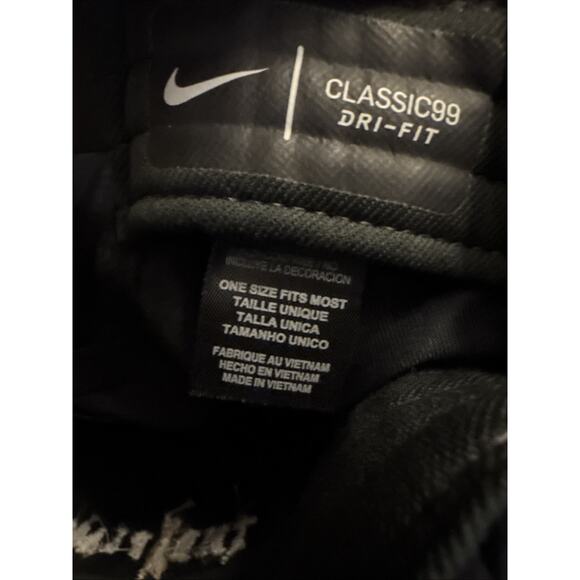 CLASSIC99
DRI-FIT
INCLUYE LA DECORACION
ONE SIZE FITS MOST
TAILLE UNIQUE
TALLA UNICA
TAMANHO UNICO
FABRIQUE AU VIETNAM
HECHO EN VIETNAM
MADE IN VIETNAM